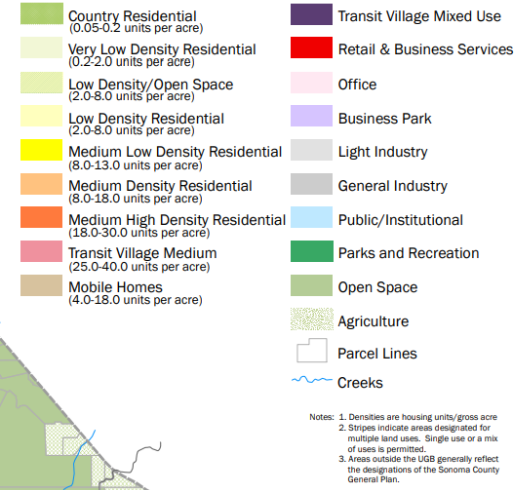 Country Residential
(0.05-0.2 units per acre)
Very Low Density Residential
(0.2-2.0 units per acre)
Low Density/Open Space
(2.0-8.0 units per acre)
Low Density Residential
(2.0-8.0 units per acre)
Medium Low Density Residential
(8.0-13.0 units per acre)
Medium Density Residential
(8.0-18.0 units per acre)
Medium High Density Residential
(18.0-30.0 units per acre)
Transit Village Medium
(25.0-40.0 units per acre)
Mobile Homes
(4.0-18.0 units per acre)
Transit Village Mixed Use
Retail & Business Services
Office
Business Park
Light Industry
General Industry
Public/Institutional
Parks and Recreation
Open Space
Agriculture
Parcel Lines
Creeks
Notes: 1. Densities are housing units/gross acre
2. Stripes indicate areas designated for
multiple land uses. Single use or a mix
of uses is permitted.
3. Areas outside the UGB generally reflect
the designations of the Sonoma County
General Plan.